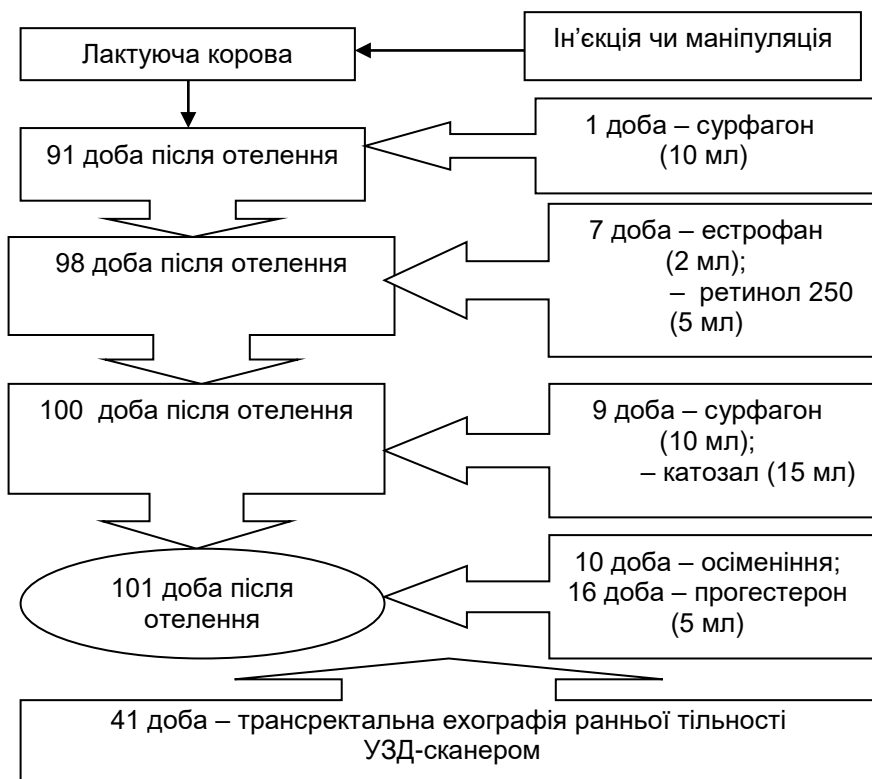 Лактуюча корова
Ін’єкція чи маніпуляція
91 доба після отелення
1 доба – сурфагон
(10 мл)
98 доба після отелення
7 доба – естрофан
(2 мл);
– ретинол 250
(5 мл)
100 доба після отелення
9 доба – сурфагон
(10 мл);
– катозал (15 мл)
101 доба після
отелення
10 доба – осіменіння;
16 доба – прогестерон
(5 мл)
41 доба – трансректальна ехографія ранньої тільності
УЗД-сканером